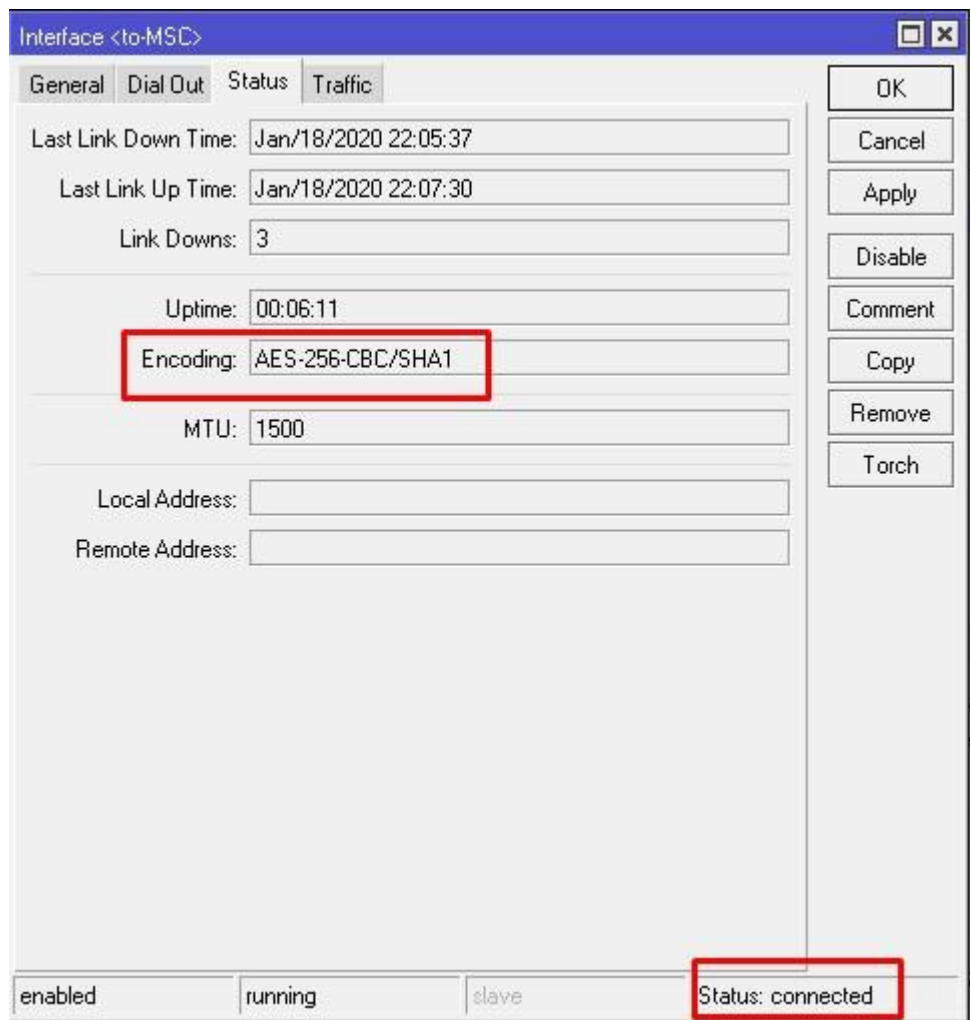 Interface <to-MSC>
General Dial Out Status Traffic
Last Link Down Time: Jan/18/2020 22:05:37
Last Link Up Time: Jan/18/2020 22:07:30
Link Downs: 3
Uptime: 00:06:11
Encoding: AES-256-CBC/SHA1
MTU: 1500
Local Address:
Remote Address:
OK
Cancel
Apply
Disable
Comment
Copy
Remove
Torch
enabled running slave Status: connected